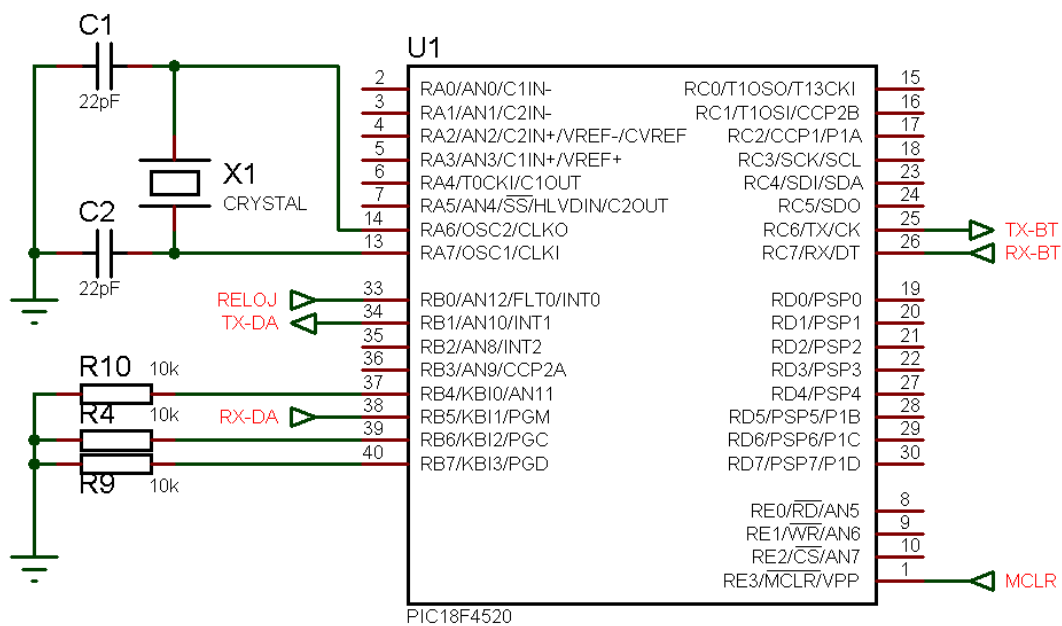 C1
22pF
X1
CRYSTAL
C2
22pF
RELOJ
TX-DA
R10 10k
R4 10k
RX-DA
R9 10k
U1
2 RA0/AN0/C1IN-
3 RA1/AN1/C2IN-
4 RA2/AN2/C2IN+/VREF-/CVREF
5 RA3/AN3/C1IN+/VREF+
6 RA4/T0CKI/C1OUT
7 RA5/AN4/SS/HLVDIN/C2OUT
14 RA6/OSC2/CLKO
13 RA7/OSC1/CLKI
33 RB0/AN12/FLT0/INT0
34 RB1/AN10/INT1
35 RB2/AN8/INT2
36 RB3/AN9/CCP2A
37 RB4/KBI0/AN11
38 RB5/KBI1/PGM
39 RB6/KBI2/PGC
40 RB7/KBI3/PGD
RC0/T1OSO/T13CKI 15
RC1/T1OSI/CCP2B 16
RC2/CCP1/P1A 17
RC3/SCK/SCL 18
RC4/SDI/SDA 23
RC5/SDO 24
RC6/TX/CK 25 TX-BT
RC7/RX/DT 26 RX-BT
RD0/PSP0 19
RD1/PSP1 20
RD2/PSP2 21
RD3/PSP3 22
RD4/PSP4 27
RD5/PSP5/P1B 28
RD6/PSP6/P1C 29
RD7/PSP7/P1D 30
RE0/RD/AN5 8
RE1/WR/AN6 9
RE2/CS/AN7 10
RE3/MCLR/VPP 1 MCLR
PIC18F4520